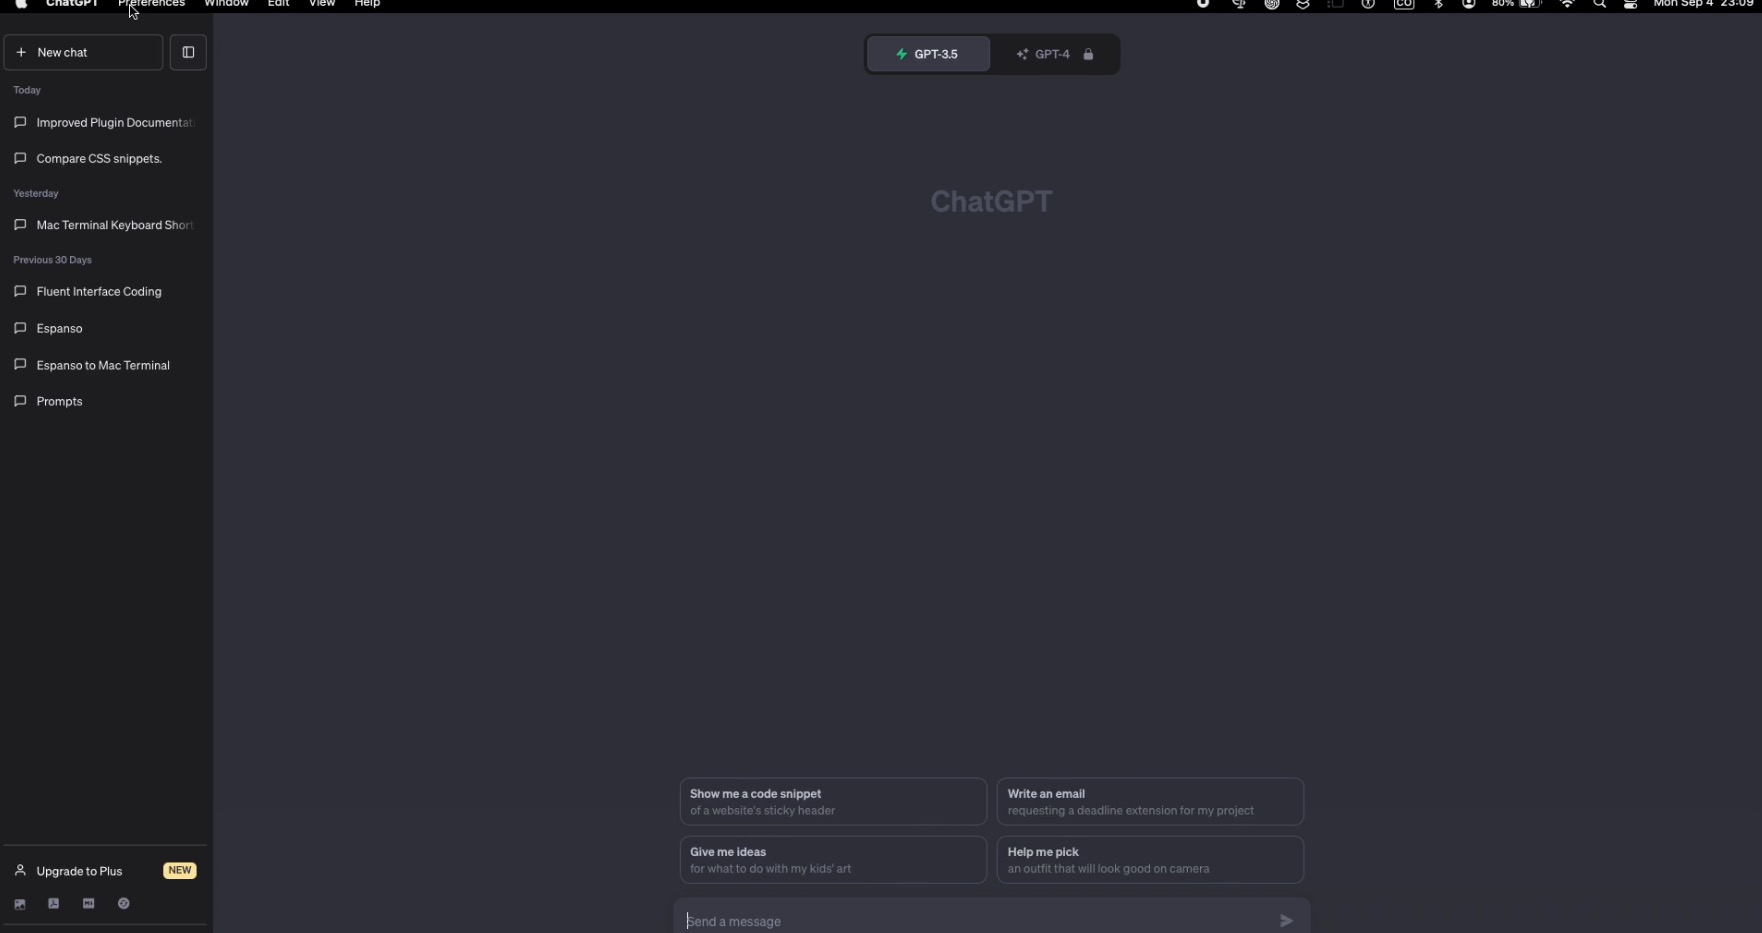 ChatGPT Preferences Window Edit View Help CO 80% Mon Sep 4 23:09
New chat
Today
Improved Plugin Documentati
Compare CSS snippets.
Yesterday
Mac Terminal Keyboard Short
Previous 30 Days
Fluent Interface Coding
Espanso
Espanso to Mac Terminal
Prompts
Upgrade to Plus NEW
GPT-3.5 GPT-4
ChatGPT
Show me a code snippet
of a website's sticky header
Write an email
requesting a deadline extension for my project
Give me ideas
for what to do with my kids' art
Help me pick
an outfit that will look good on camera
Send a message